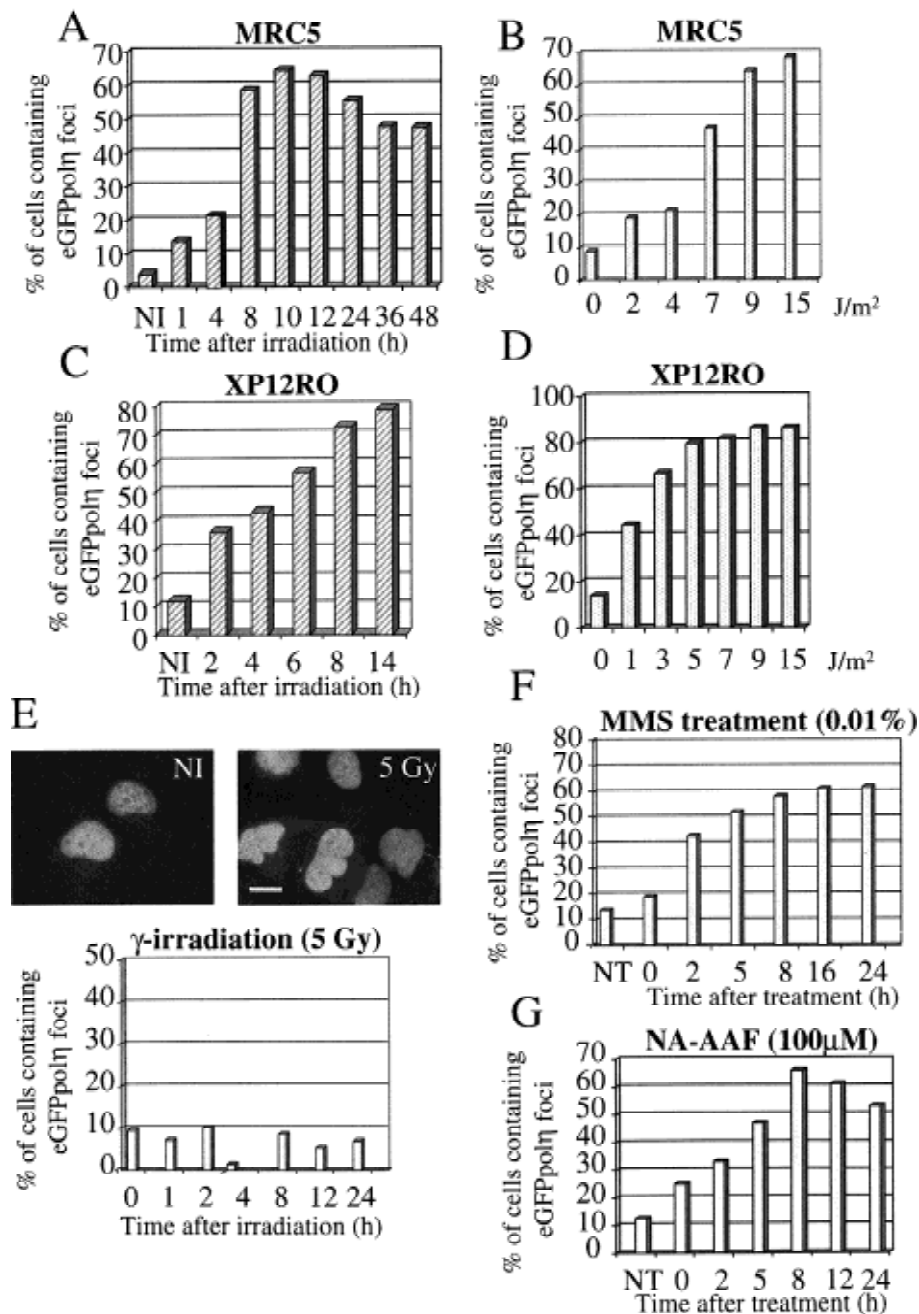 A
MRC5
% of cells containing
eGFPpolη foci
70
60
50
40
30
20
10
0
NI 1 4 8 10 12 24 36 48
Time after irradiation (h)
B
MRC5
% of cells containing
eGFPpolη foci
70
60
50
40
30
20
10
0
0 2 4 7 9 15 J/m²
C
XP12RO
% of cells containing
eGFPpolη foci
80
70
60
50
40
30
20
10
0
NI 2 4 6 8 14
Time after irradiation (h)
D
XP12RO
% of cells containing
eGFPpolη foci
100
80
60
40
20
0
0 1 3 5 7 9 15 J/m²
E
NI
5 Gy
γ-irradiation (5 Gy)
% of cells containing
eGFPpolη foci
50
40
30
20
10
0
0 1 2 4 8 12 24
Time after irradiation (h)
F
MMS treatment (0.01%)
% of cells containing
eGFPpolη foci
80
70
60
50
40
30
20
10
0
NT 0 2 5 8 16 24
Time after treatment (h)
G
NA-AAF (100μM)
% of cells containing
eGFPpolη foci
70
60
50
40
30
20
10
0
NT 0 2 5 8 12 24
Time after treatment (h)